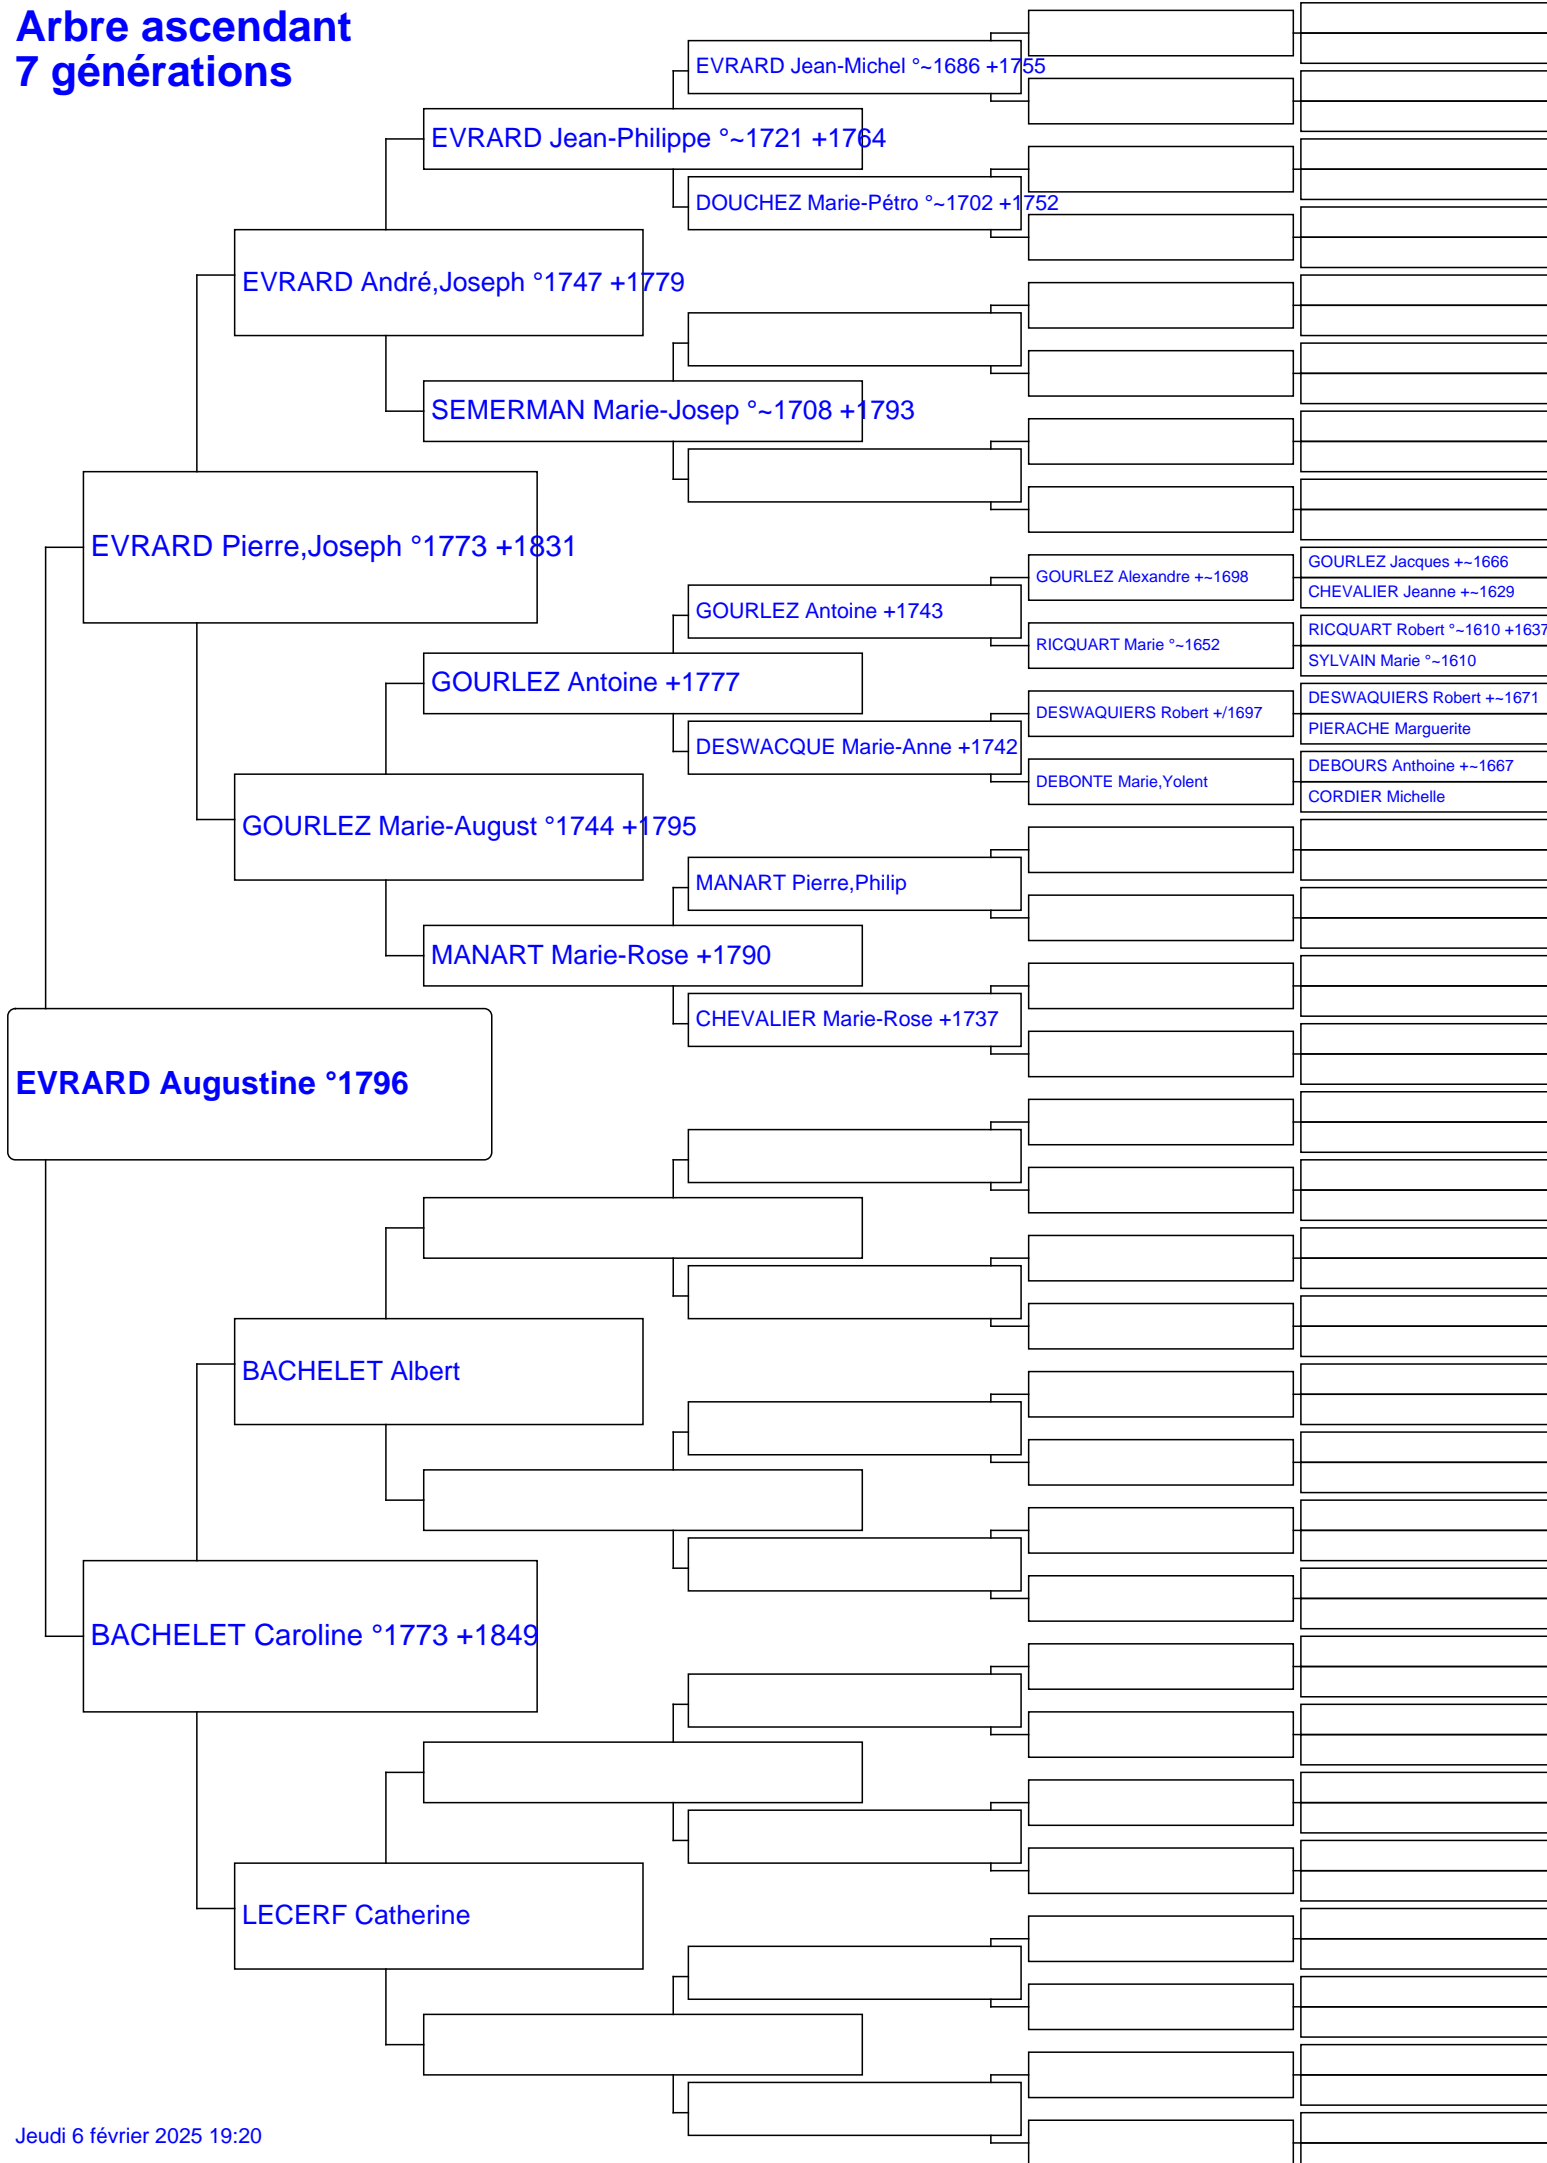 Arbre ascendant
7 générations
EVRARD Jean-Michel °~1686 +1755
EVRARD Jean-Philippe °~1721 +1764
DOUCHEZ Marie-Pétro °~1702 +1752
EVRARD André,Joseph °1747 +1779
SEMERMAN Marie-Josep °~1708 +1793
EVRARD Pierre,Joseph °1773 +1831
GOURLEZ Jacques +~1666
GOURLEZ Alexandre +~1698
CHEVALIER Jeanne +~1629
GOURLEZ Antoine +1743
RICQUART Robert °~1610 +1637
RICQUART Marie °~1652
SYLVAIN Marie °~1610
GOURLEZ Antoine +1777
DESWAQUIERS Robert +~1671
DESWAQUIERS Robert +/1697
PIERACHE Marguerite
DESWACQUE Marie-Anne +1742
DEBOURS Anthoine +~1667
DEBONTE Marie,Yolent
CORDIER Michelle
GOURLEZ Marie-August °1744 +1795
MANART Pierre,Philip
MANART Marie-Rose +1790
CHEVALIER Marie-Rose +1737
EVRARD Augustine °1796
BACHELET Albert
BACHELET Caroline °1773 +1849
LECERF Catherine
Jeudi 6 février 2025 19:20